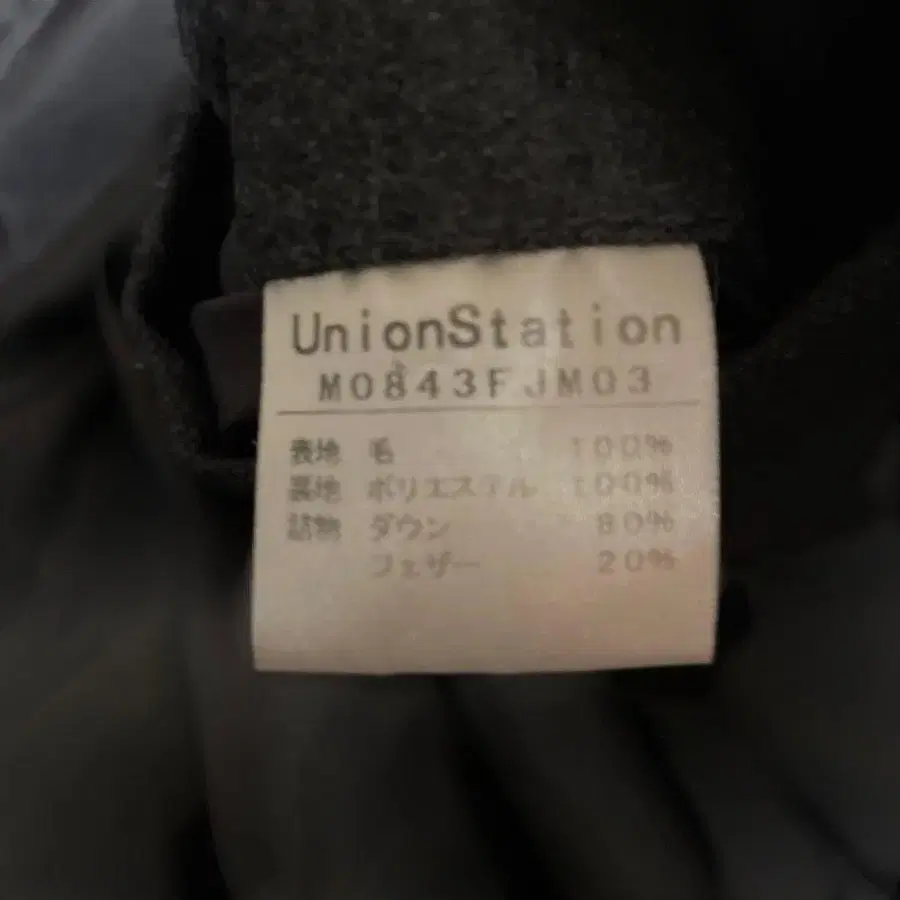 UnionStation
M0843FJM03
表地 毛 100%
裏地 ポリエステル 100%
詰物 ダウン 80%
フェザー 20%